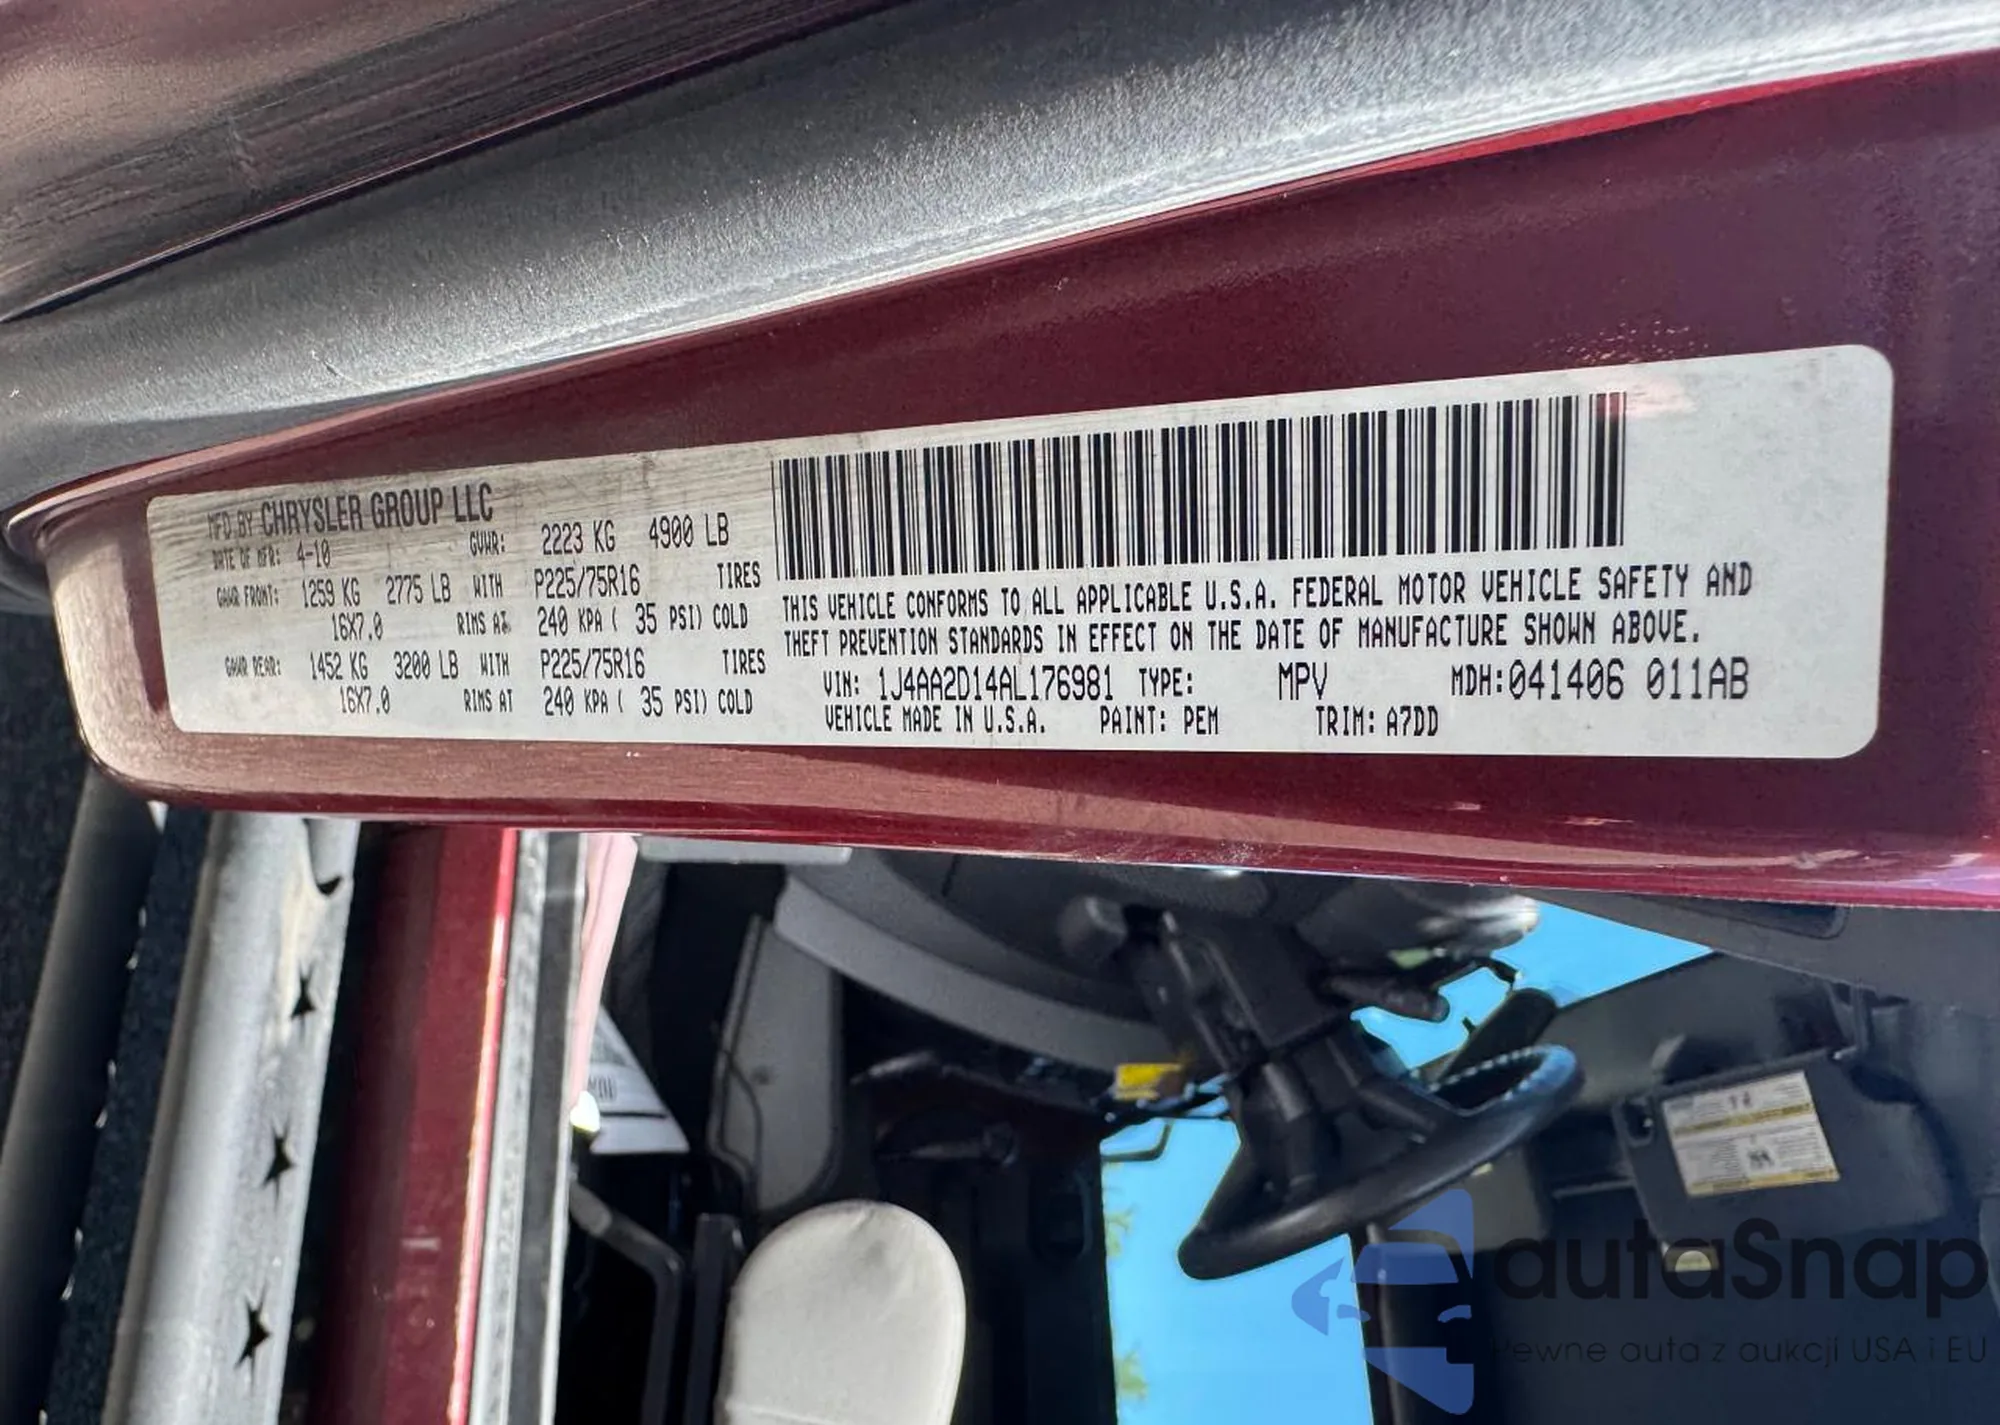 MFD BY CHRYSLER GROUP LLC
DATE OF MFR: 4-10 GVWR: 2223 KG 4900 LB
GAWR FRONT: 1259 KG 2775 LB WITH P225/75R16 TIRES
16X7.0 RIMS AT 240 KPA ( 35 PSI) COLD
GAWR REAR: 1452 KG 3200 LB WITH P225/75R16 TIRES
16X7.0 RIMS AT 240 KPA ( 35 PSI) COLD
THIS VEHICLE CONFORMS TO ALL APPLICABLE U.S.A. FEDERAL MOTOR VEHICLE SAFETY AND
THEFT PREVENTION STANDARDS IN EFFECT ON THE DATE OF MANUFACTURE SHOWN ABOVE.
VIN: 1J4AA2D14AL176981 TYPE: MPV MDH:041406 011AB
VEHICLE MADE IN U.S.A. PAINT: PEM TRIM: A7DD
autaSnap
Pewne auta z aukcji USA i EU